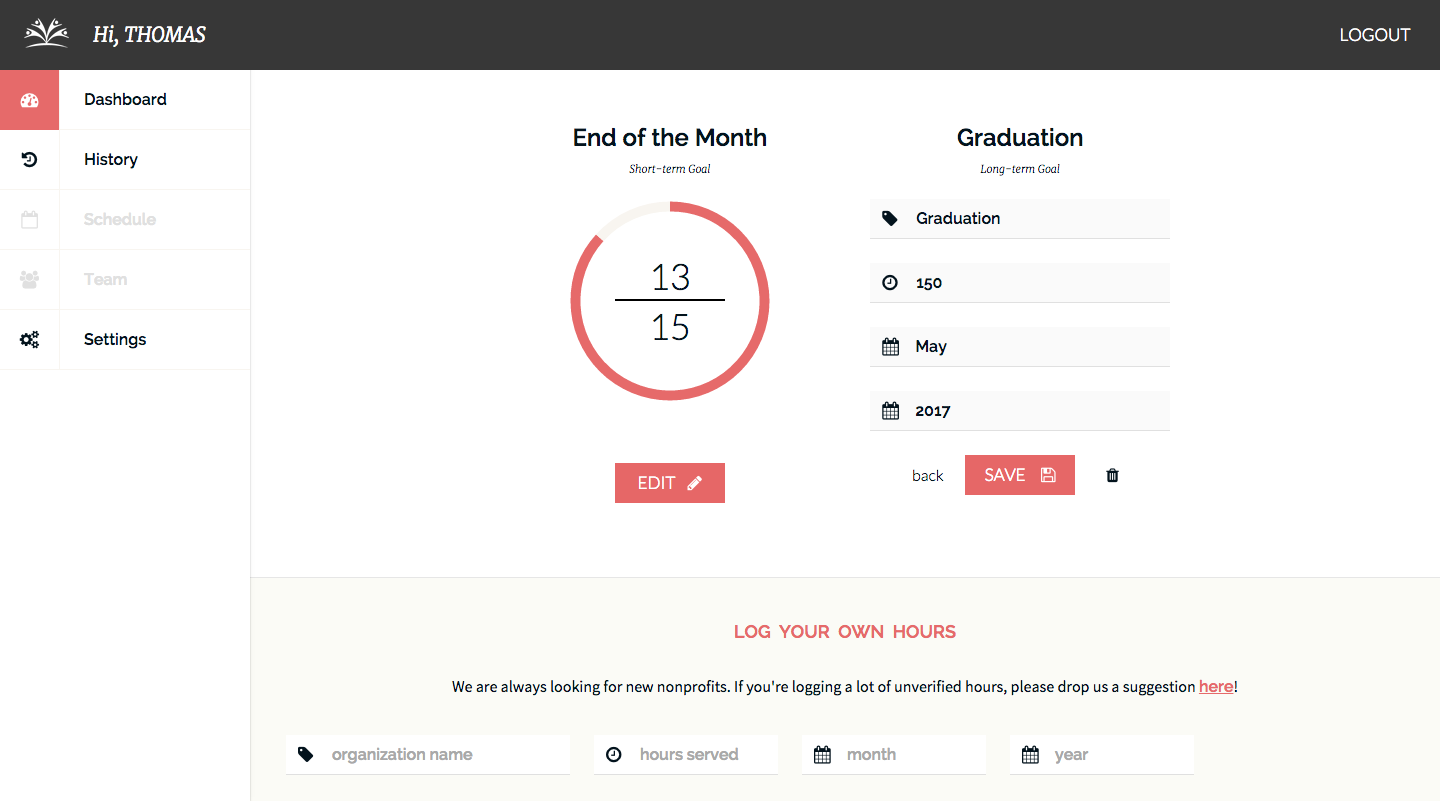 Hi, THOMAS
LOGOUT
Dashboard
History
Schedule
Team
Settings
End of the Month
Short-term Goal
13
15
EDIT
Graduation
Long-term Goal
Graduation
150
May
2017
back
SAVE
LOG YOUR OWN HOURS
We are always looking for new nonprofits. If you're logging a lot of unverified hours, please drop us a suggestion here!
organization name
hours served
month
year